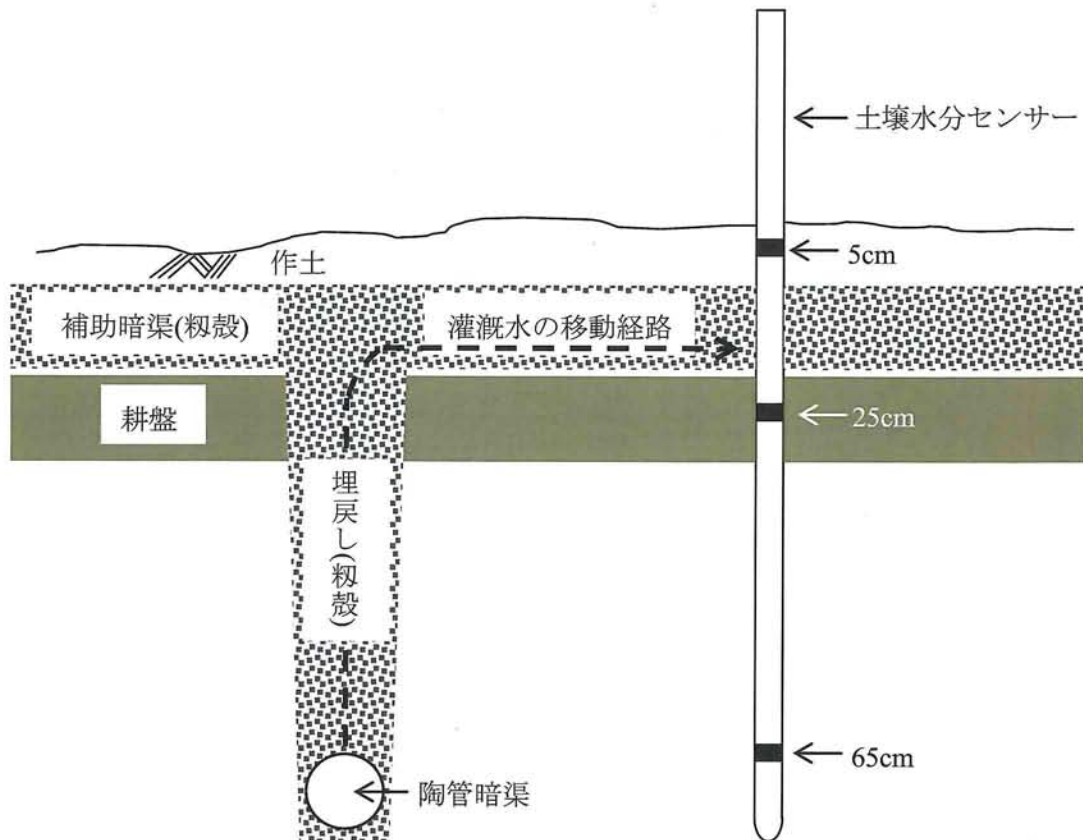 土壌水分センサー
5cm
作土
補助暗渠(籾殻)
灌漑水の移動経路
耕盤
25cm
埋戻し(籾殻)
65cm
陶管暗渠